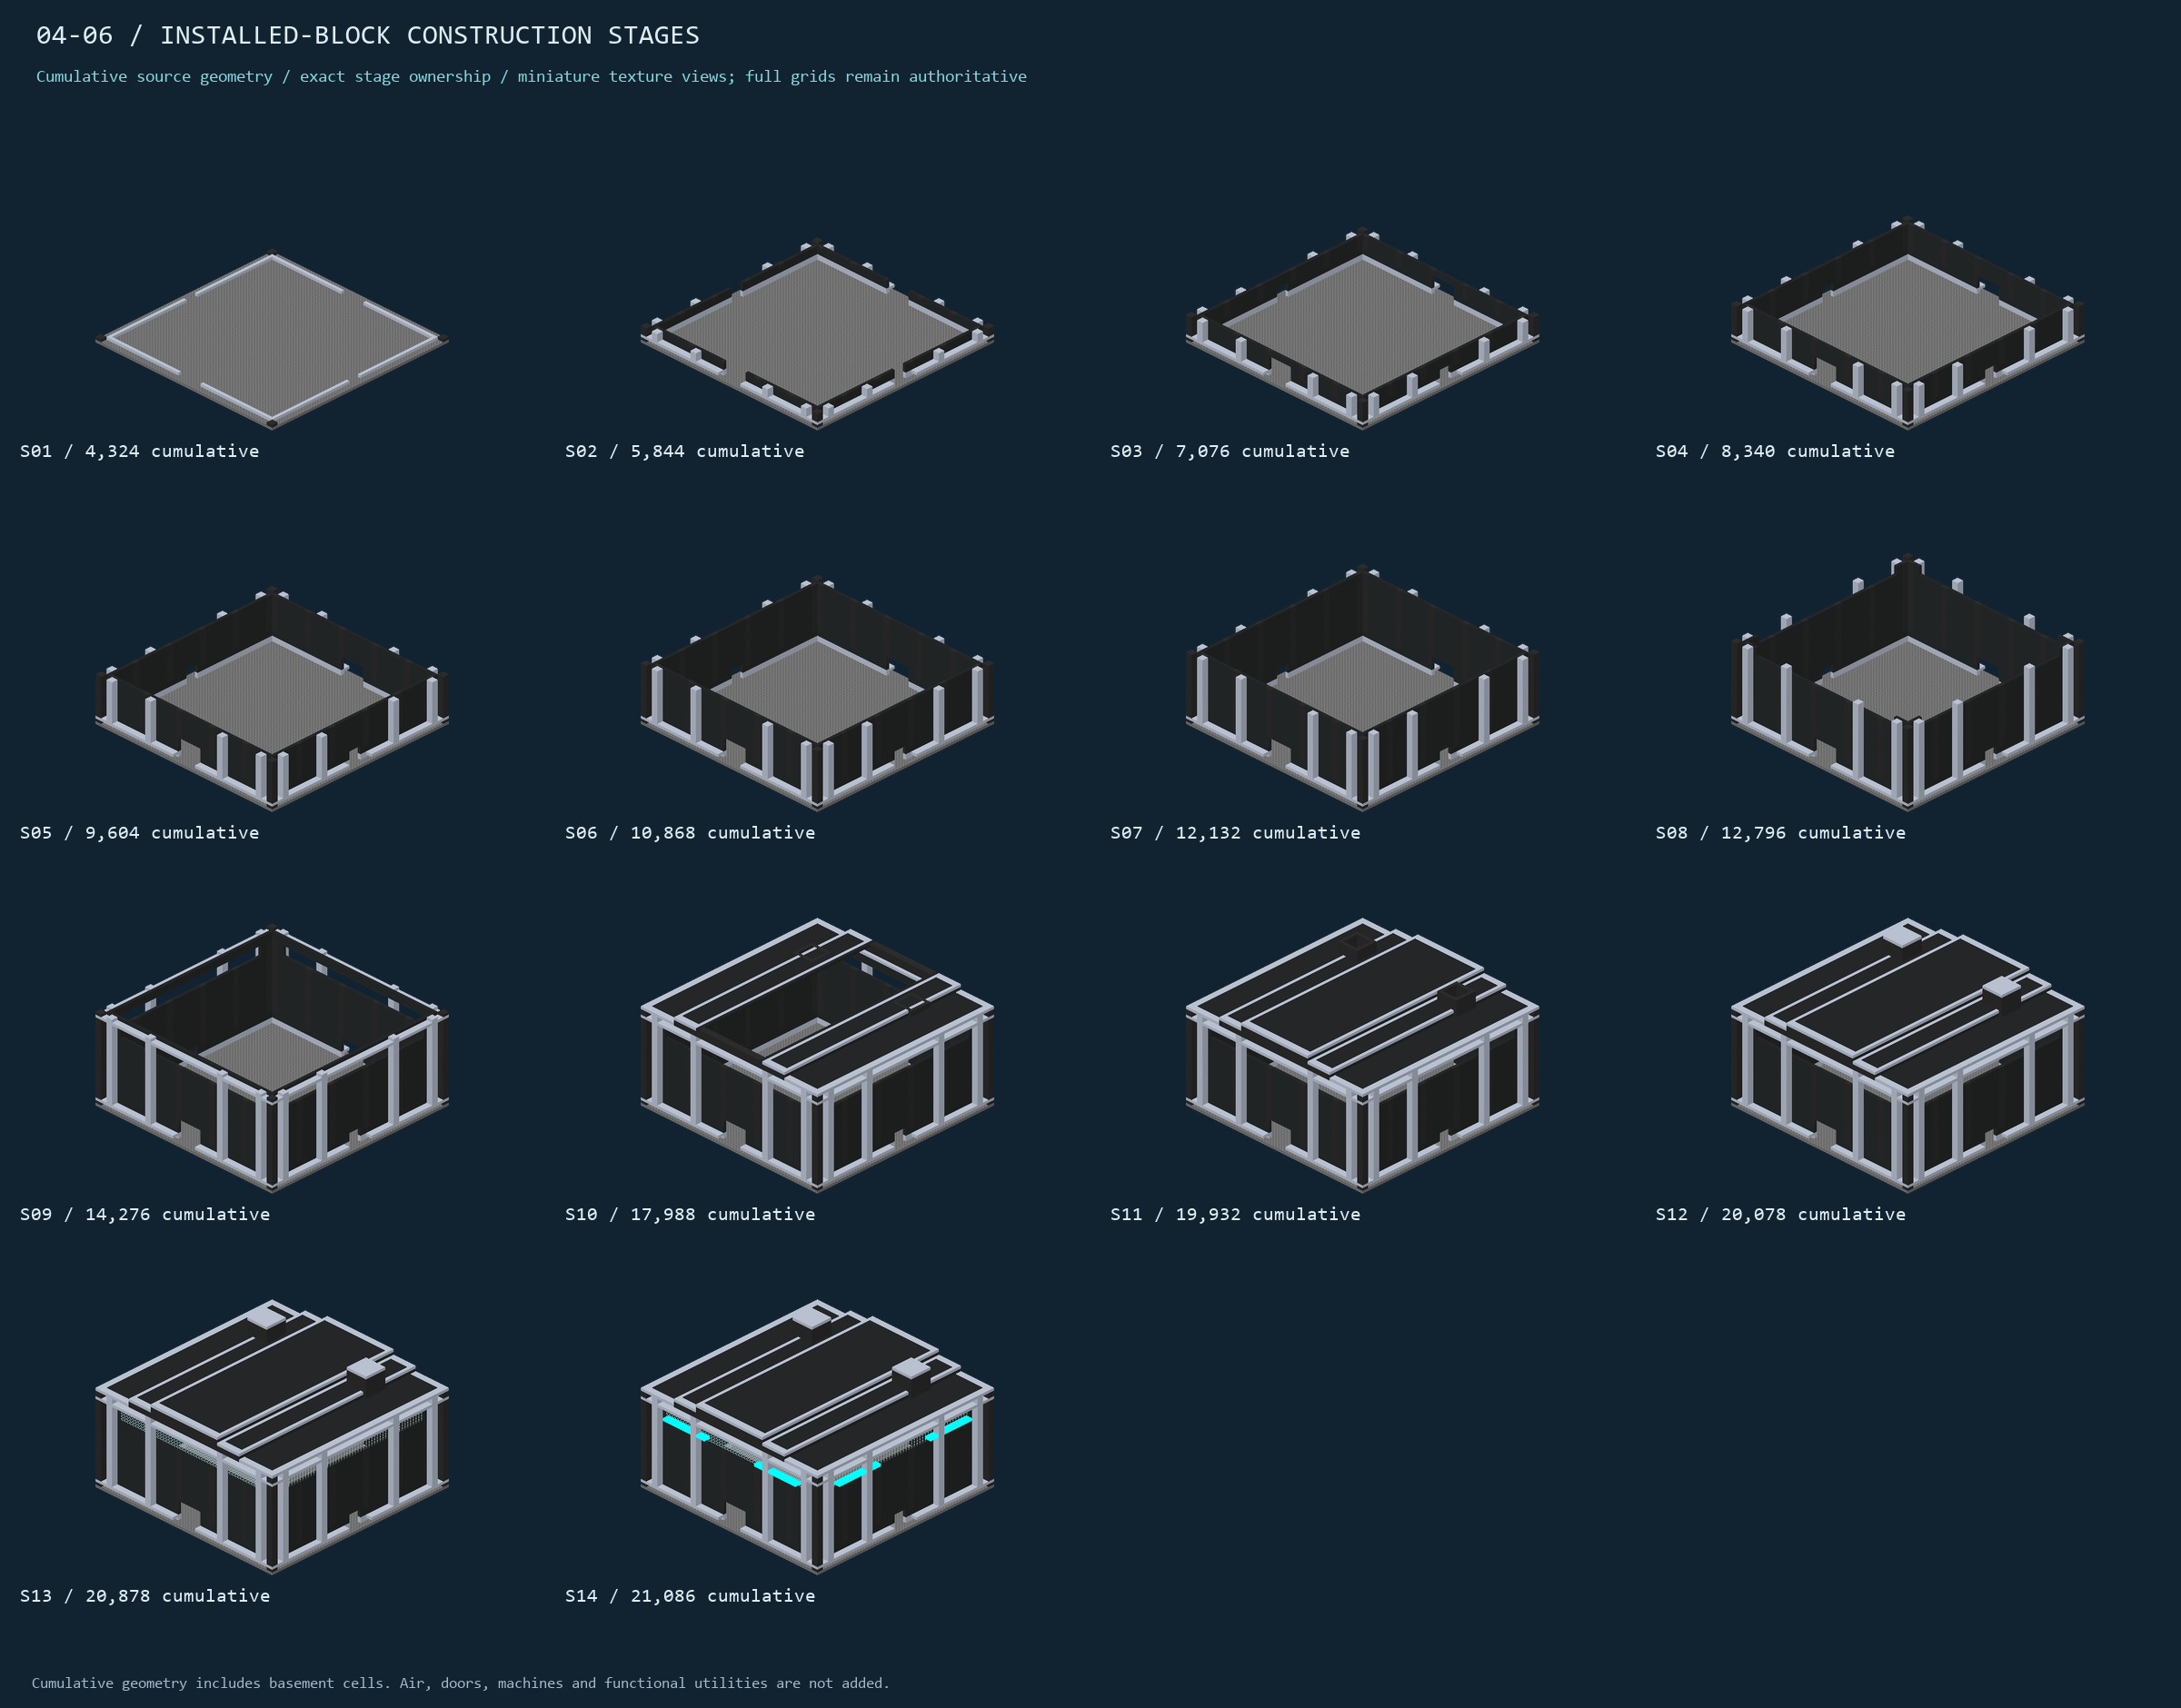 04-06 / INSTALLED-BLOCK CONSTRUCTION STAGES
Cumulative source geometry / exact stage ownership / miniature texture views; full grids remain authoritative
S01 / 4,324 cumulative
S02 / 5,844 cumulative
S03 / 7,076 cumulative
S04 / 8,340 cumulative
S05 / 9,604 cumulative
S06 / 10,868 cumulative
S07 / 12,132 cumulative
S08 / 12,796 cumulative
S09 / 14,276 cumulative
S10 / 17,988 cumulative
S11 / 19,932 cumulative
S12 / 20,078 cumulative
S13 / 20,878 cumulative
S14 / 21,086 cumulative
Cumulative geometry includes basement cells. Air, doors, machines and functional utilities are not added.